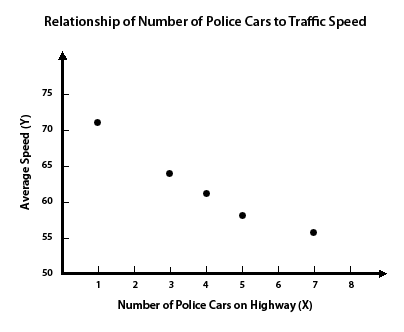 Relationship of Number of Police Cars to Traffic Speed
Average Speed (Y)
75
70
65
60
55
50
1 2 3 4 5 6 7 8
Number of Police Cars on Highway (X)